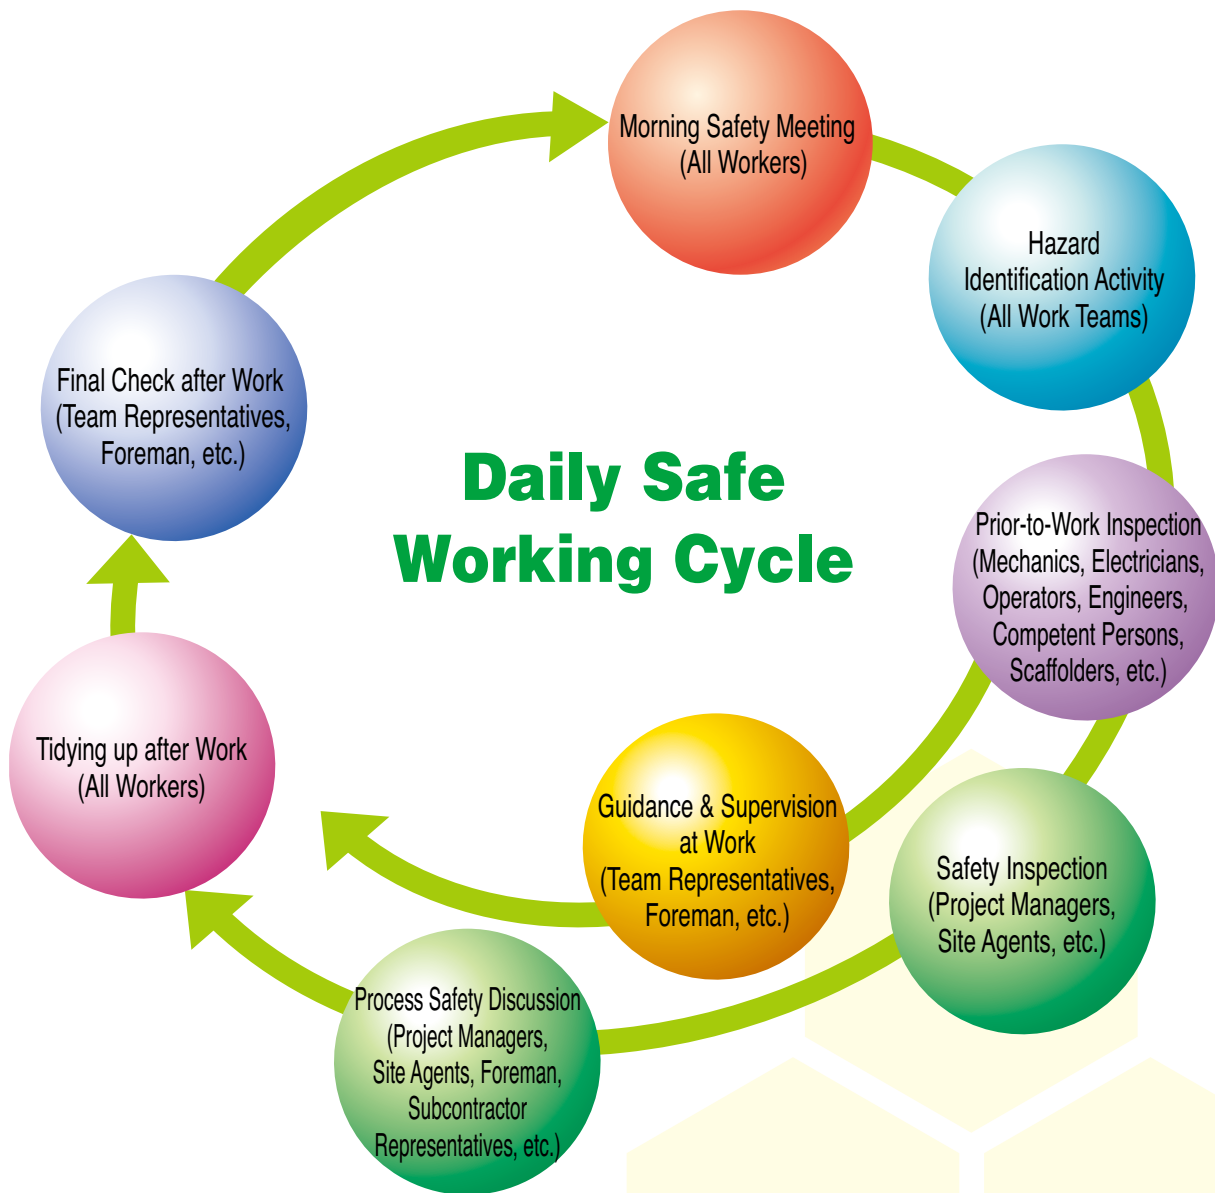 Morning Safety Meeting
(All Workers)
Hazard
Identification Activity
(All Work Teams)
Prior-to-Work Inspection
(Mechanics, Electricians,
Operators, Engineers,
Competent Persons,
Scaffolders, etc.)
Guidance & Supervision
at Work
(Team Representatives,
Foreman, etc.)
Safety Inspection
(Project Managers,
Site Agents, etc.)
Process Safety Discussion
(Project Managers,
Site Agents, Foreman,
Subcontractor
Representatives, etc.)
Tidying up after Work
(All Workers)
Final Check after Work
(Team Representatives,
Foreman, etc.)
Daily Safe
Working Cycle